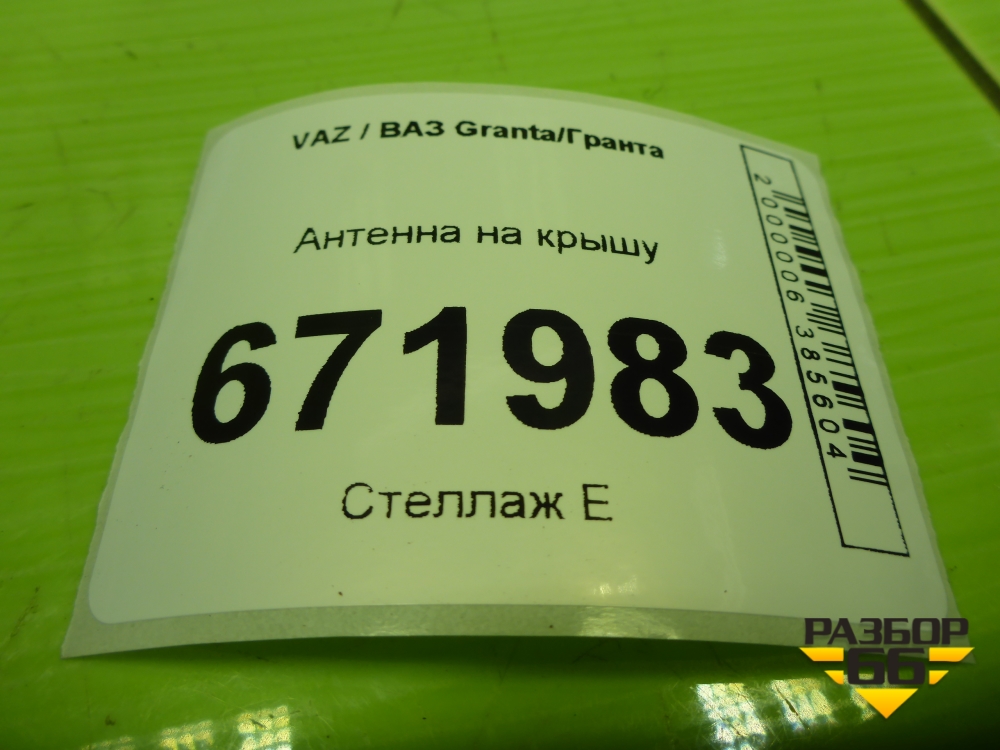 VAZ / ВАЗ Granta/Гранта
Антенна на крышу
671983
Стеллаж Е
2000006385604
РАЗБОР
66